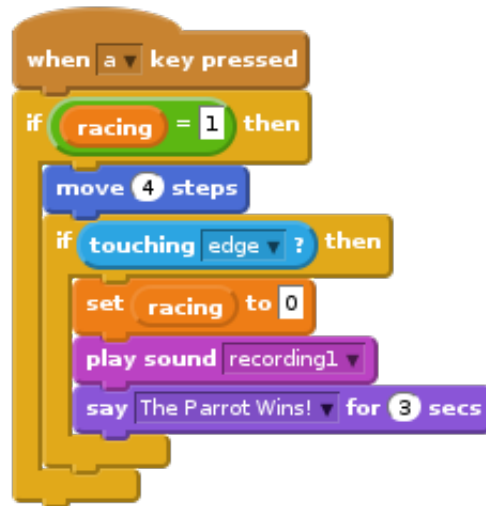 when a key pressed
if racing = 1 then
move 4 steps
if touching edge ? then
set racing to 0
play sound recording1
say The Parrot Wins! for 3 secs